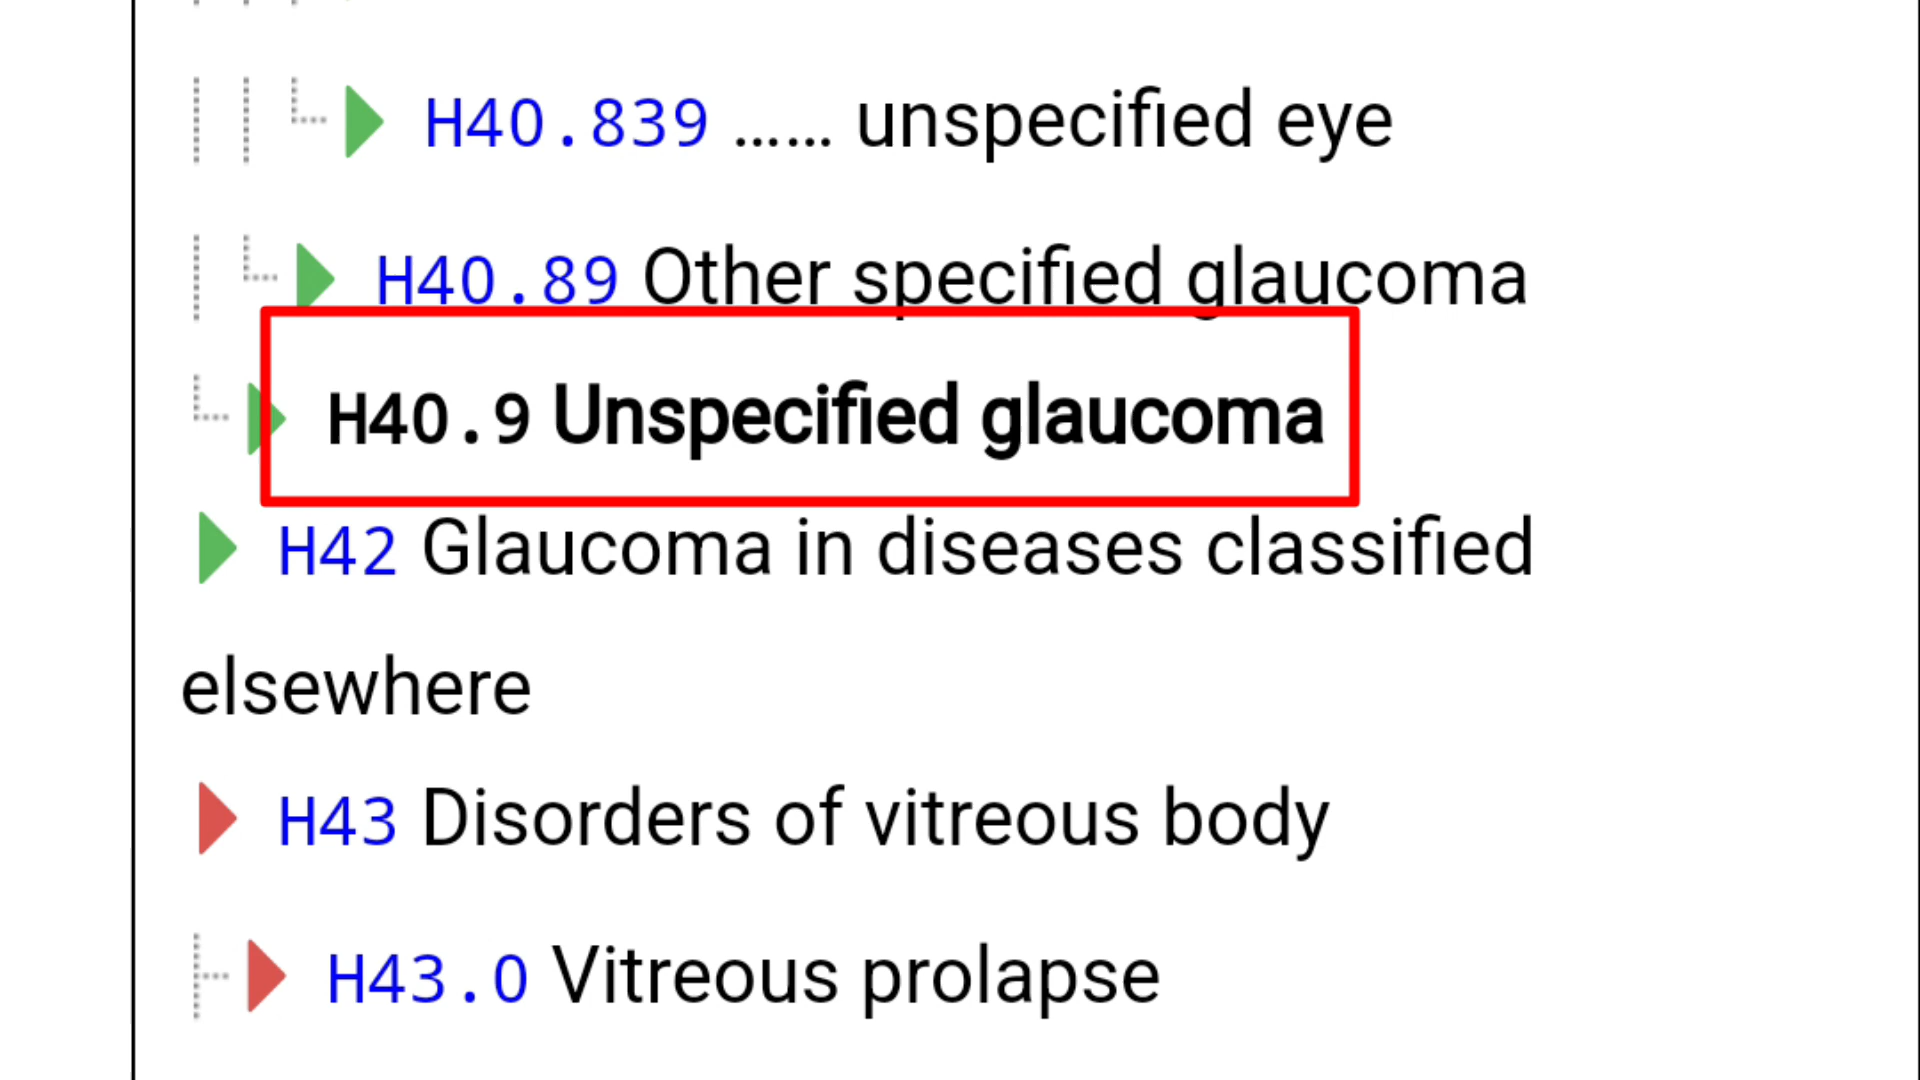 H40.839 …… unspecified eye
H40.89 Other specified glaucoma
H40.9 Unspecified glaucoma
H42 Glaucoma in diseases classified
elsewhere
H43 Disorders of vitreous body
H43.0 Vitreous prolapse